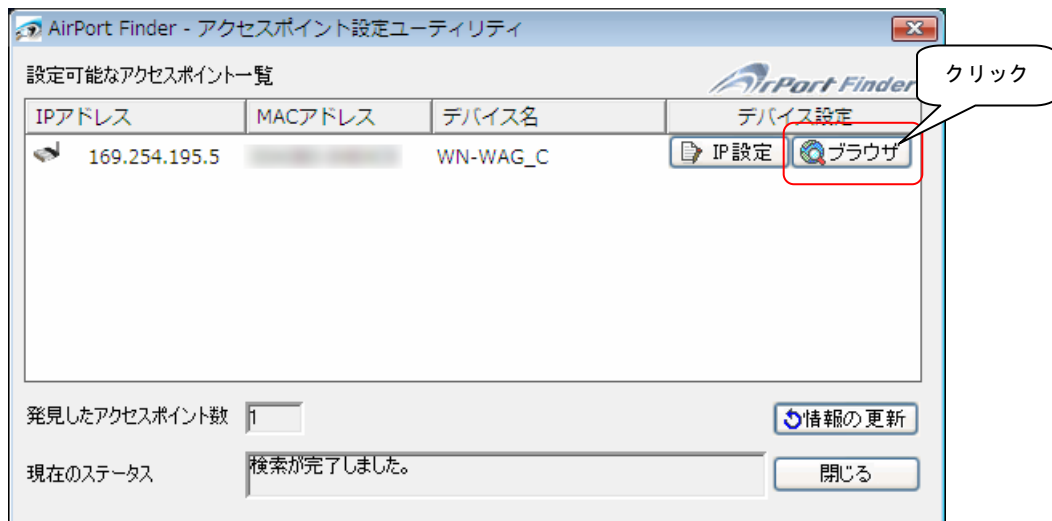 AirPort Finder - アクセスポイント設定ユーティリティ
設定可能なアクセスポイント一覧
AirPort Finder
クリック
IPアドレス MACアドレス デバイス名 デバイス設定
169.254.195.5 WN-WAG_C IP設定 ブラウザ
発見したアクセスポイント数 1 情報の更新
現在のステータス 検索が完了しました。 閉じる